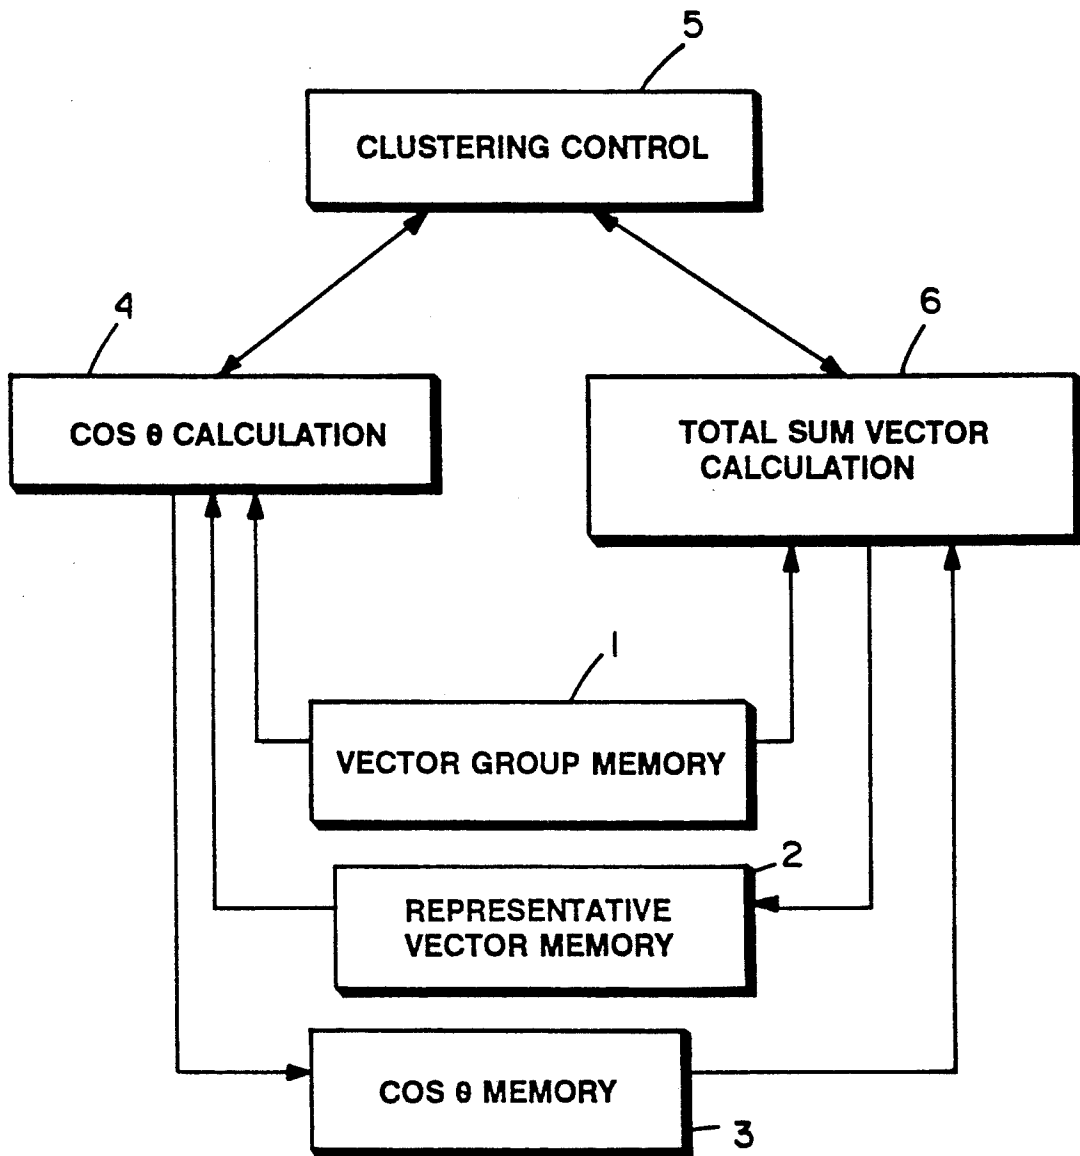 5
CLUSTERING CONTROL
4
6
COS θ CALCULATION
TOTAL SUM VECTOR
CALCULATION
1
VECTOR GROUP MEMORY
2
REPRESENTATIVE
VECTOR MEMORY
COS θ MEMORY
3